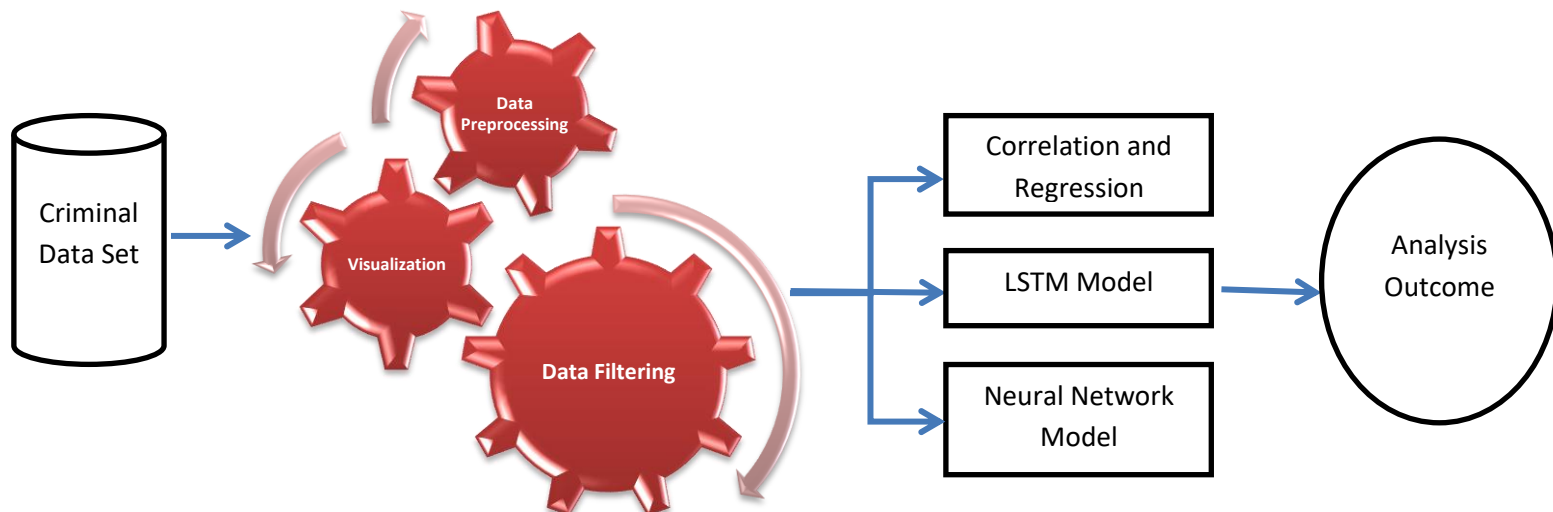 Criminal
Data Set
Data
Preprocessing
Visualization
Data Filtering
Correlation and
Regression
LSTM Model
Neural Network
Model
Analysis
Outcome